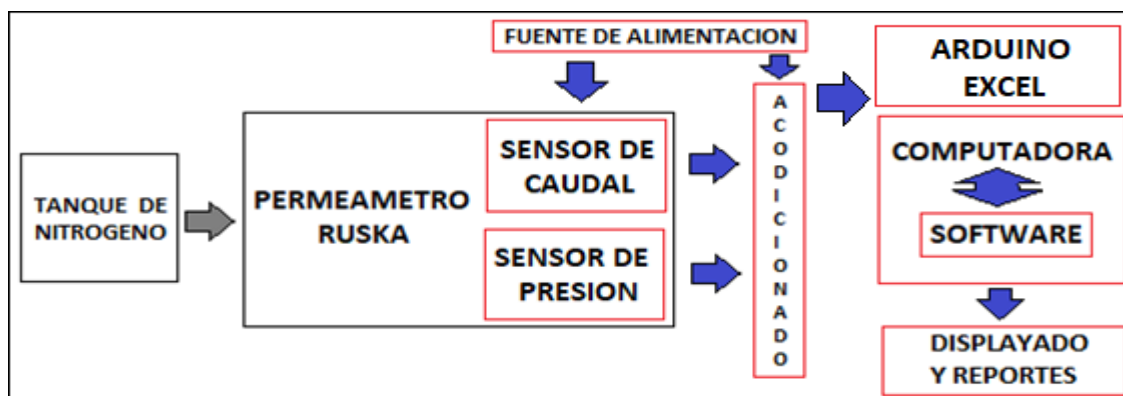 FUENTE DE ALIMENTACION
TANQUE DE
NITROGENO
PERMEAMETRO
RUSKA
SENSOR DE
CAUDAL
SENSOR DE
PRESION
ACODICIONADO
ARDUINO
EXCEL
COMPUTADORA
SOFTWARE
DISPLAYADO
Y REPORTES